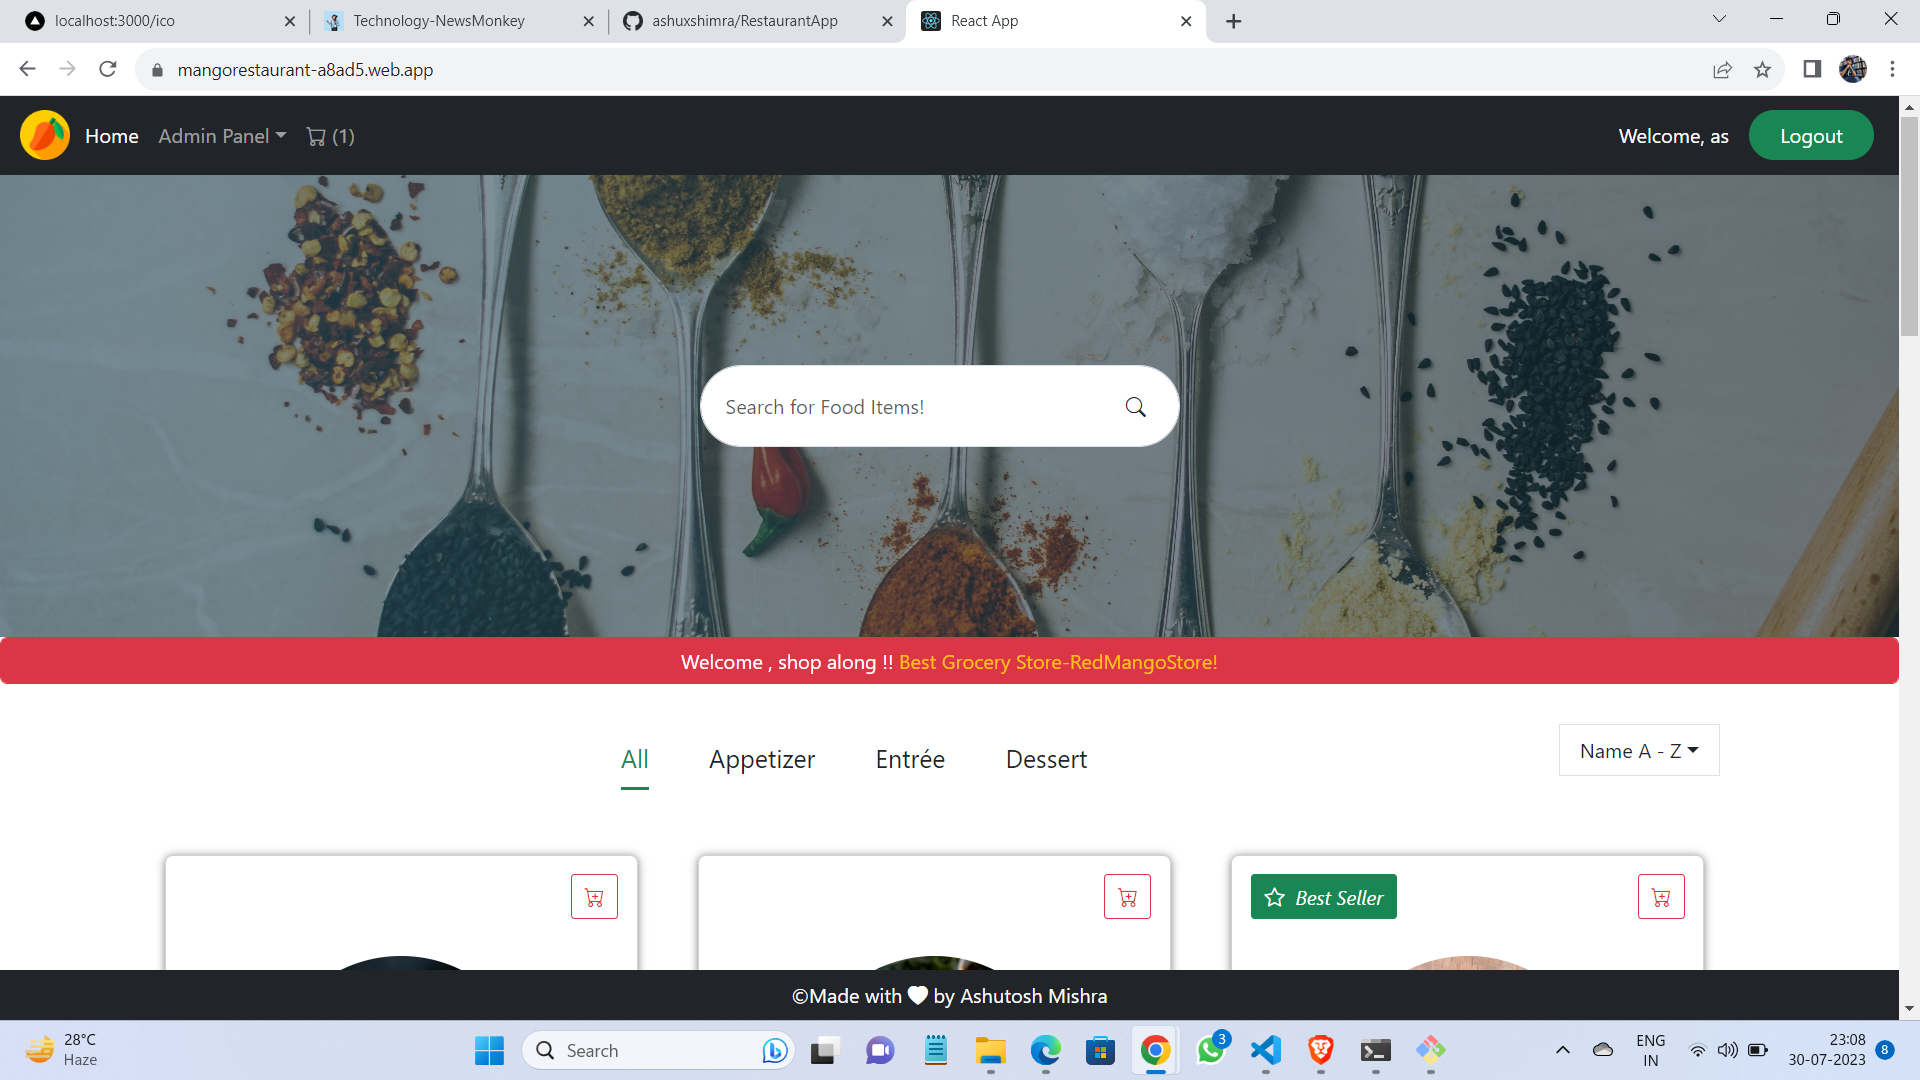 localhost:3000/ico
Technology-NewsMonkey
ashuxshimra/RestaurantApp
React App
mangorestaurant-a8ad5.web.app
Home
Admin Panel
(1)
Welcome, as
Logout
Search for Food Items!
Welcome , shop along !! Best Grocery Store-RedMangoStore!
All
Appetizer
Entrée
Dessert
Name A - Z
Best Seller
©Made with by Ashutosh Mishra
28°C
Haze
Search
3
ENG
IN
23:08
30-07-2023
8